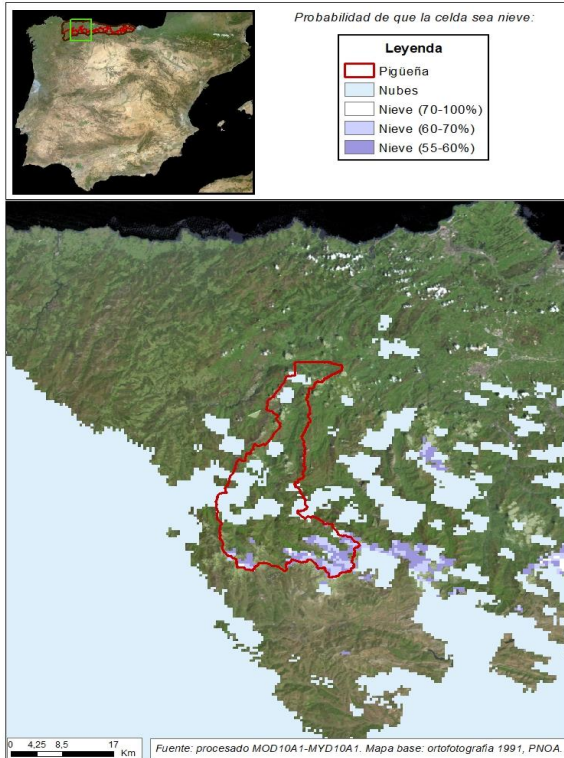 Probabilidad de que la celda sea nieve:
Leyenda
Pigüeña
Nubes
Nieve (70-100%)
Nieve (60-70%)
Nieve (55-60%)
0 4,25 8,5 17
Km
Fuente: procesado MOD10A1-MYD10A1. Mapa base: ortofotografia 1991, PNOA.